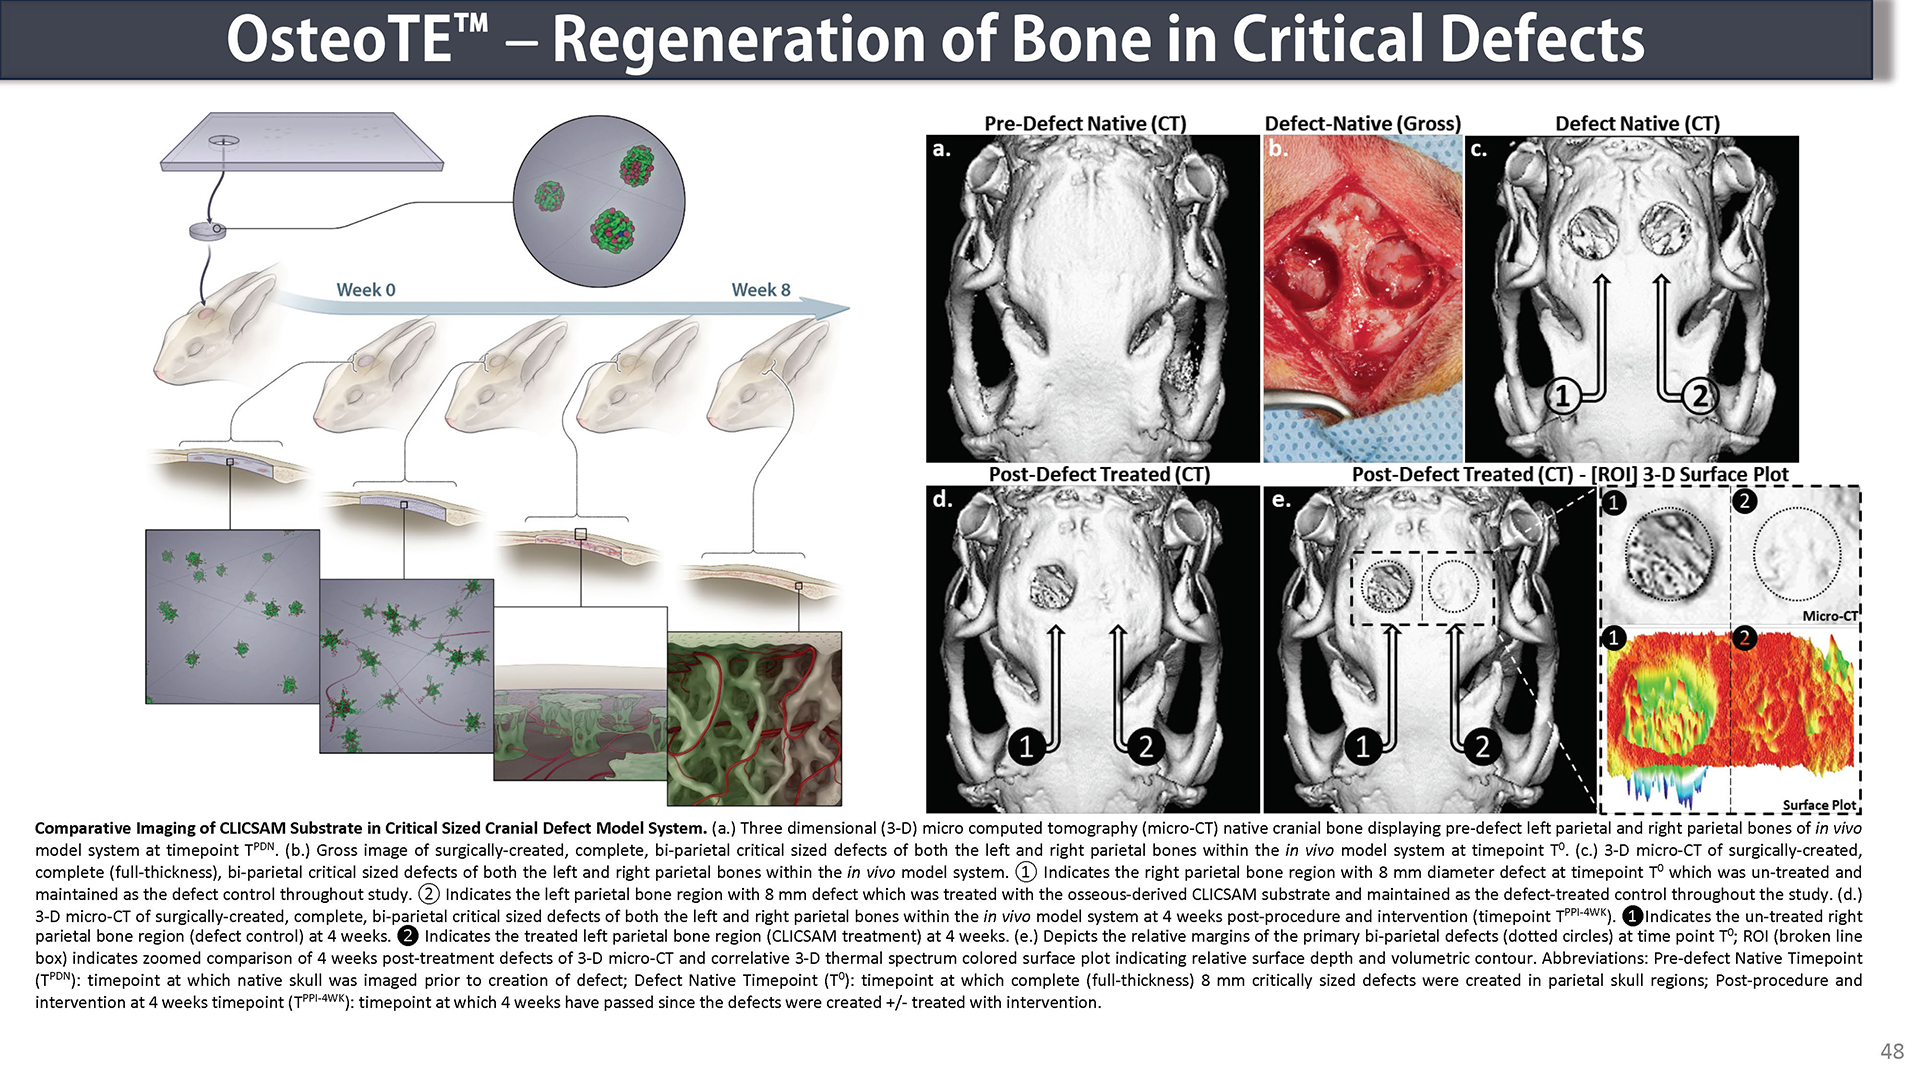 OsteoTE™ – Regeneration of Bone in Critical Defects
Week 0
Week 8
Pre-Defect Native (CT)
Defect-Native (Gross)
Defect Native (CT)
a.
b.
c.
1
2
Post-Defect Treated (CT)
Post-Defect Treated (CT) - [ROI] 3-D Surface Plot
d.
e.
1
2
1
2
1
2
Micro-CT
1
2
Surface Plot
Comparative Imaging of CLICSAM Substrate in Critical Sized Cranial Defect Model System. (a.) Three dimensional (3-D) micro computed tomography (micro-CT) native cranial bone displaying pre-defect left parietal and right parietal bones of in vivo
model system at timepoint Tᴾᴰᴺ. (b.) Gross image of surgically-created, complete, bi-parietal critical sized defects of both the left and right parietal bones within the in vivo model system at timepoint T⁰. (c.) 3-D micro-CT of surgically-created,
complete (full-thickness), bi-parietal critical sized defects of both the left and right parietal bones within the in vivo model system. ① Indicates the right parietal bone region with 8 mm diameter defect at timepoint T⁰ which was un-treated and
maintained as the defect control throughout study. ② Indicates the left parietal bone region with 8 mm defect which was treated with the osseous-derived CLICSAM substrate and maintained as the defect-treated control throughout the study. (d.)
3-D micro-CT of surgically-created, complete, bi-parietal critical sized defects of both the left and right parietal bones within the in vivo model system at 4 weeks post-procedure and intervention (timepoint Tᴾᴾᴵ⁻⁴ᵂᴷ). ❶Indicates the un-treated right
parietal bone region (defect control) at 4 weeks. ❷ Indicates the treated left parietal bone region (CLICSAM treatment) at 4 weeks. (e.) Depicts the relative margins of the primary bi-parietal defects (dotted circles) at time point T⁰; ROI (broken line
box) indicates zoomed comparison of 4 weeks post-treatment defects of 3-D micro-CT and correlative 3-D thermal spectrum colored surface plot indicating relative surface depth and volumetric contour. Abbreviations: Pre-defect Native Timepoint
(Tᴾᴰᴺ): timepoint at which native skull was imaged prior to creation of defect; Defect Native Timepoint (T⁰): timepoint at which complete (full-thickness) 8 mm critically sized defects were created in parietal skull regions; Post-procedure and
intervention at 4 weeks timepoint (Tᴾᴾᴵ⁻⁴ᵂᴷ): timepoint at which 4 weeks have passed since the defects were created +/- treated with intervention.
48